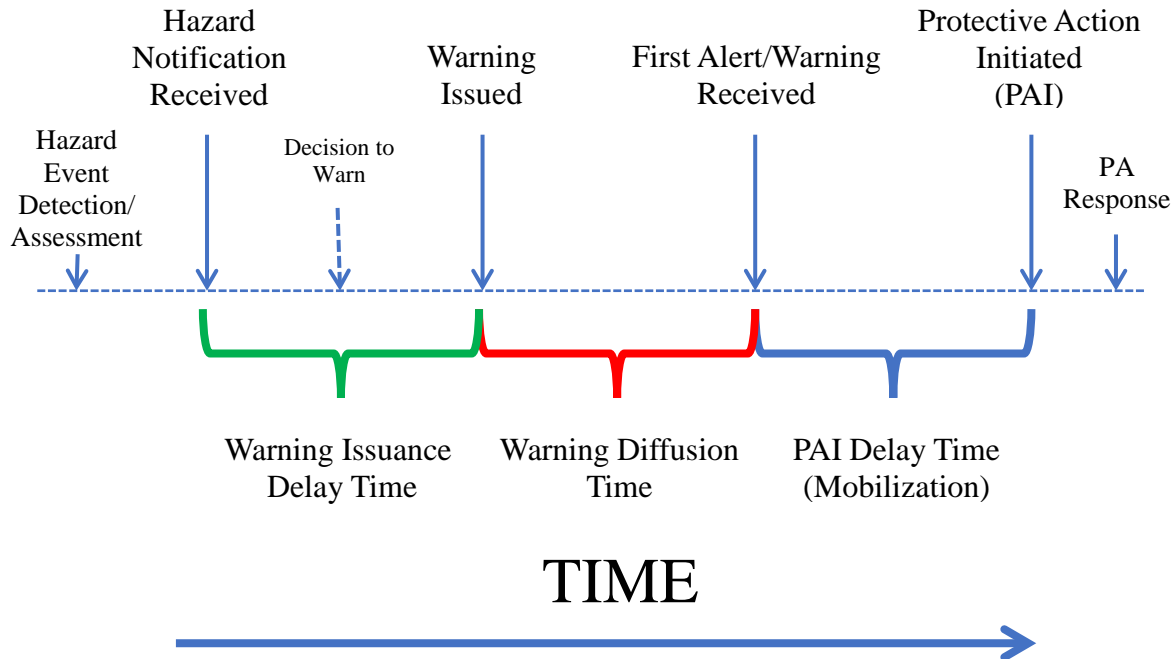 Hazard
Notification
Received
Warning
Issued
First Alert/Warning
Received
Protective Action
Initiated
(PAI)
Hazard
Event
Detection/
Assessment
Decision to
Warn
PA
Response
Warning Issuance
Delay Time
Warning Diffusion
Time
PAI Delay Time
(Mobilization)
TIME